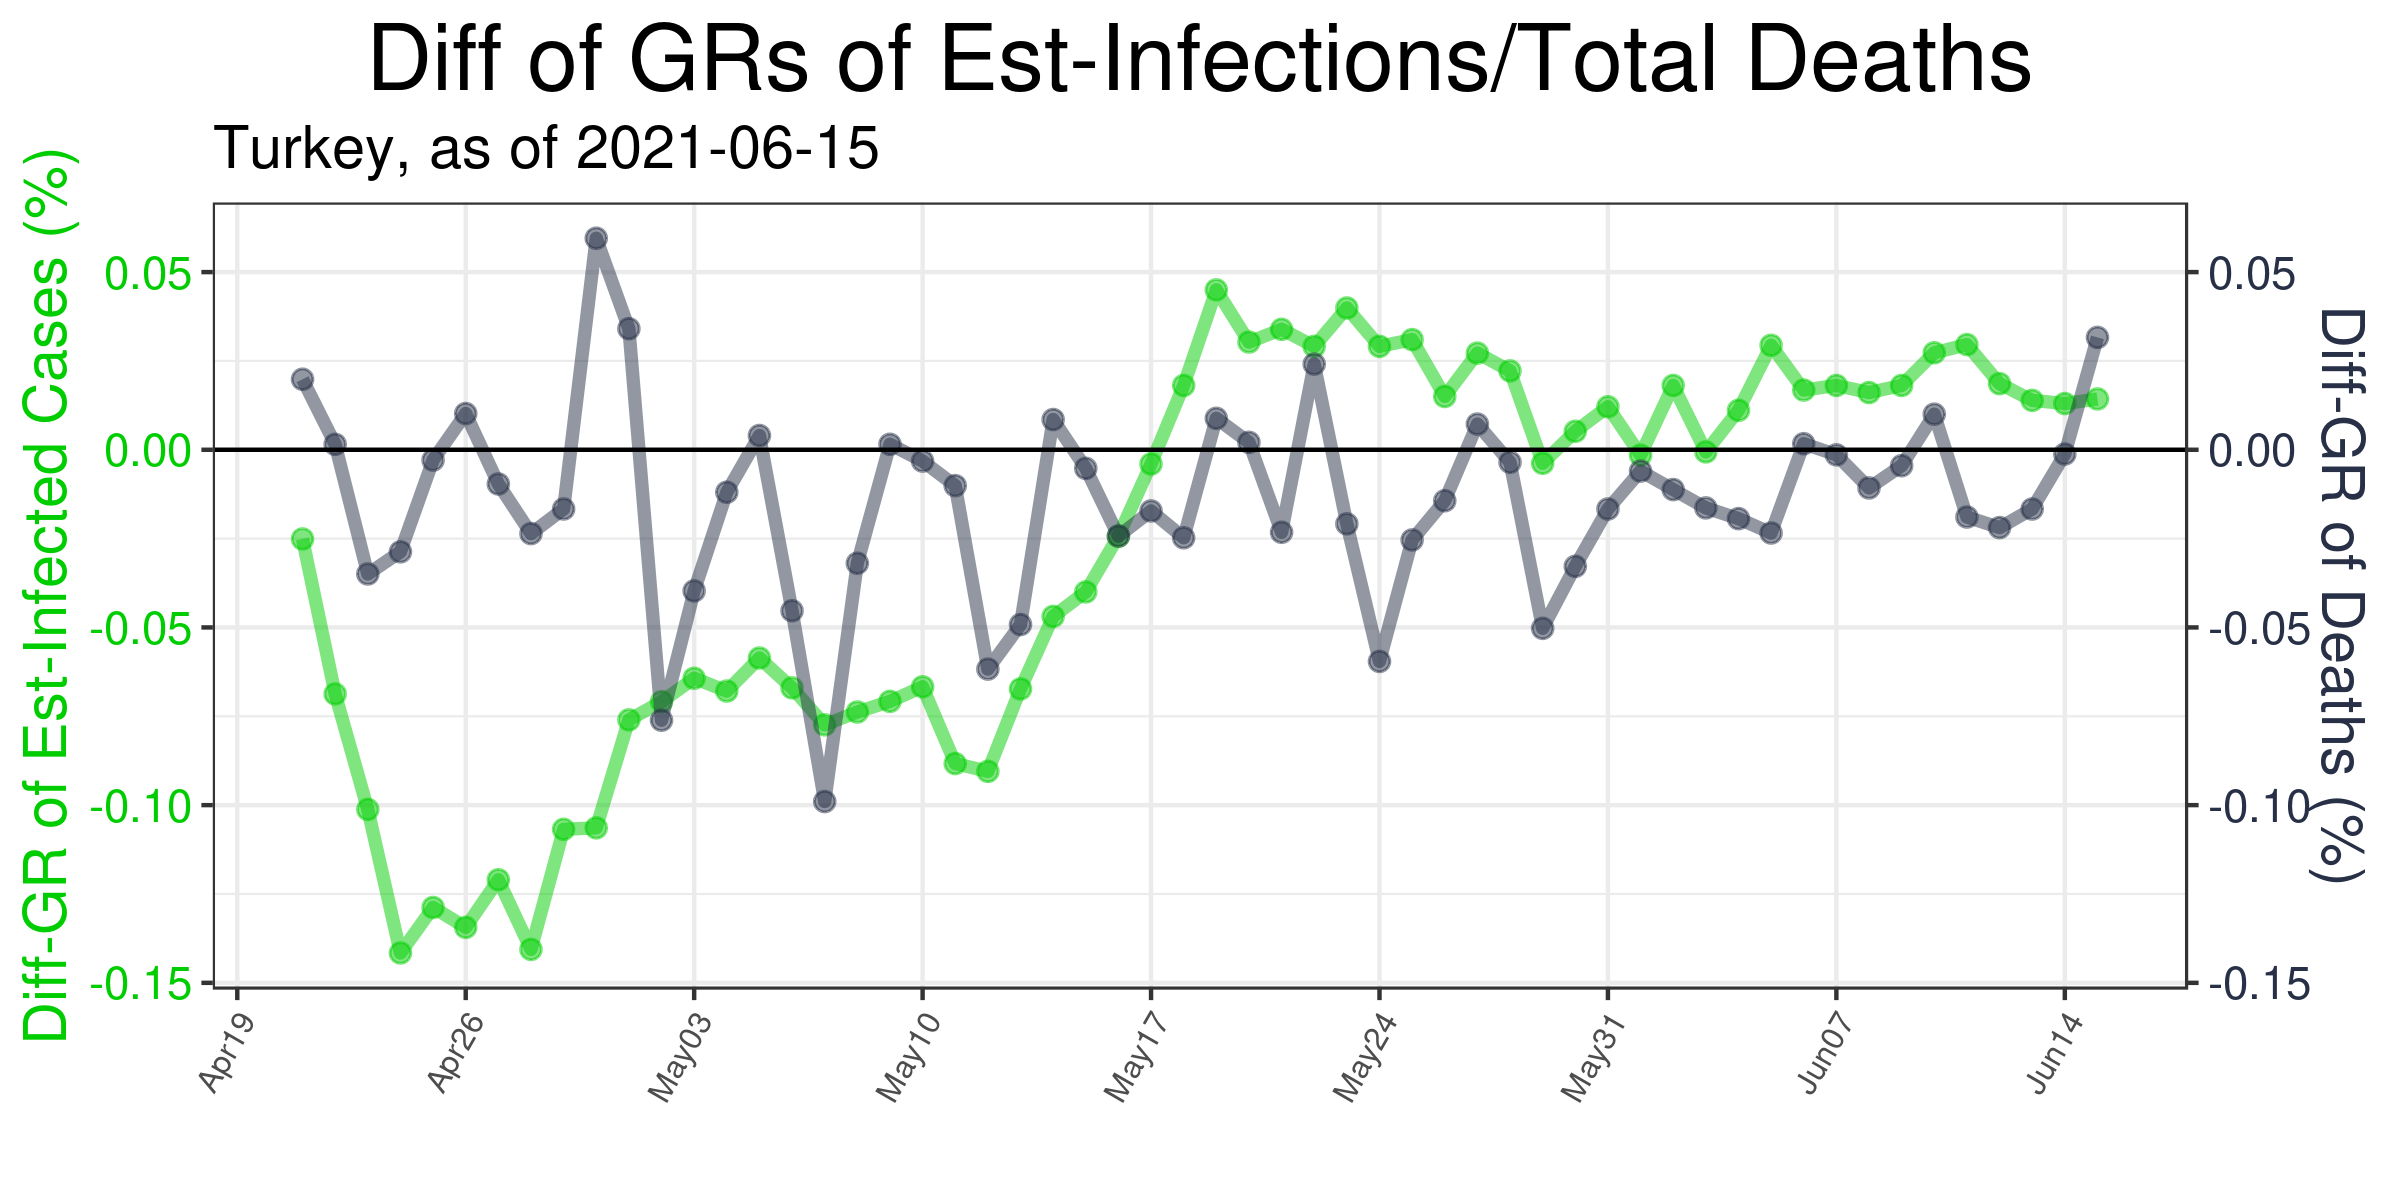 Diff of GRs of Est-Infections/Total Deaths
Turkey, as of 2021-06-15
Diff-GR of Est-Infected Cases (%)
0.05
0.00
-0.05
-0.10
-0.15
0.05
0.00
-0.05
-0.10
-0.15
Diff-GR of Deaths (%)
Apr19
Apr26
May03
May10
May17
May24
May31
Jun07
Jun14